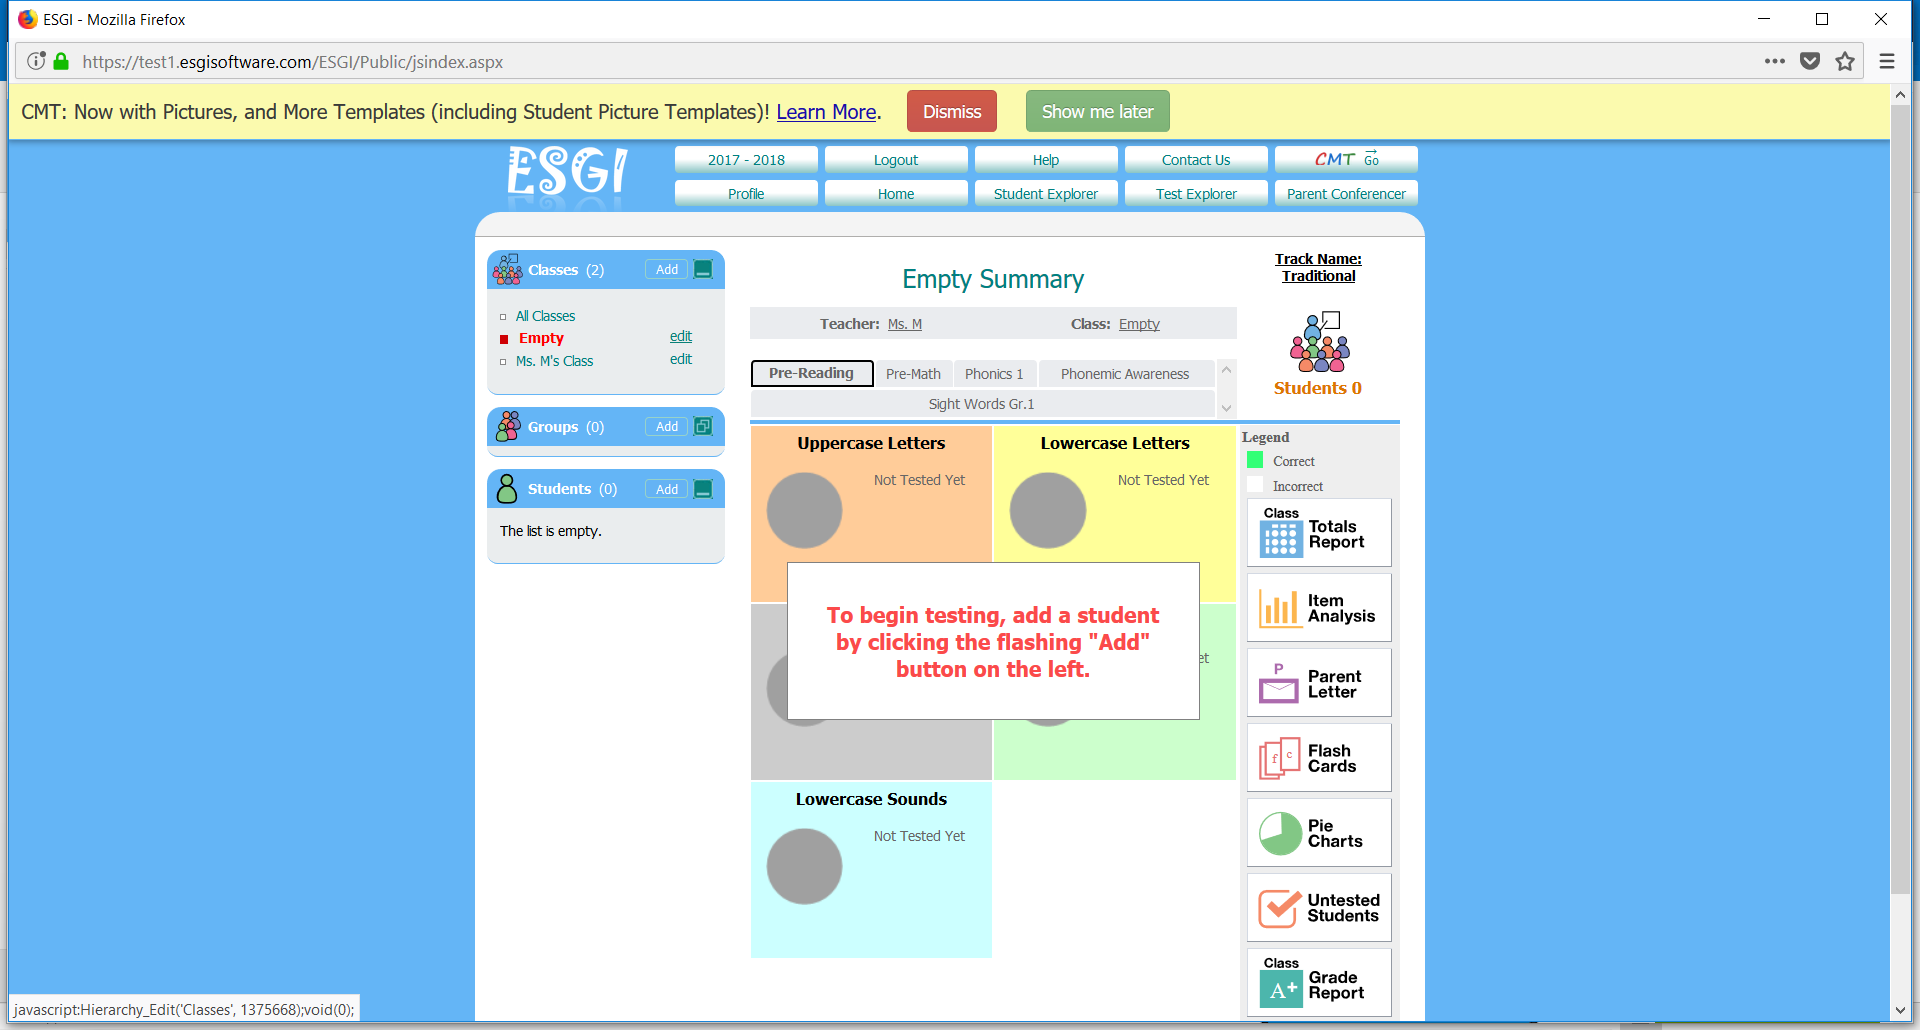 ESGI - Mozilla Firefox
https://test1.esgisoftware.com/ESGI/Public/jsindex.aspx
CMT: Now with Pictures, and More Templates (including Student Picture Templates)! Learn More. Dismiss Show me later
ESGI
2017 - 2018 Logout Help Contact Us CMT Go
Profile Home Student Explorer Test Explorer Parent Conferencer
Classes (2) Add
All Classes
Empty edit
Ms. M's Class edit
Groups (0) Add
Students (0) Add
The list is empty.
Empty Summary
Teacher: Ms. M Class: Empty
Pre-Reading Pre-Math Phonics 1 Phonemic Awareness
Sight Words Gr.1
Track Name:
Traditional
Students 0
Uppercase Letters
Not Tested Yet
Lowercase Letters
Not Tested Yet
To begin testing, add a student
by clicking the flashing "Add"
button on the left.
Lowercase Sounds
Not Tested Yet
Legend
Correct
Incorrect
Class
Totals
Report
Item
Analysis
P
Parent
Letter
f c
Flash
Cards
Pie
Charts
Untested
Students
Class
A+
Grade
Report
javascript:Hierarchy_Edit('Classes', 1375668);void(0);